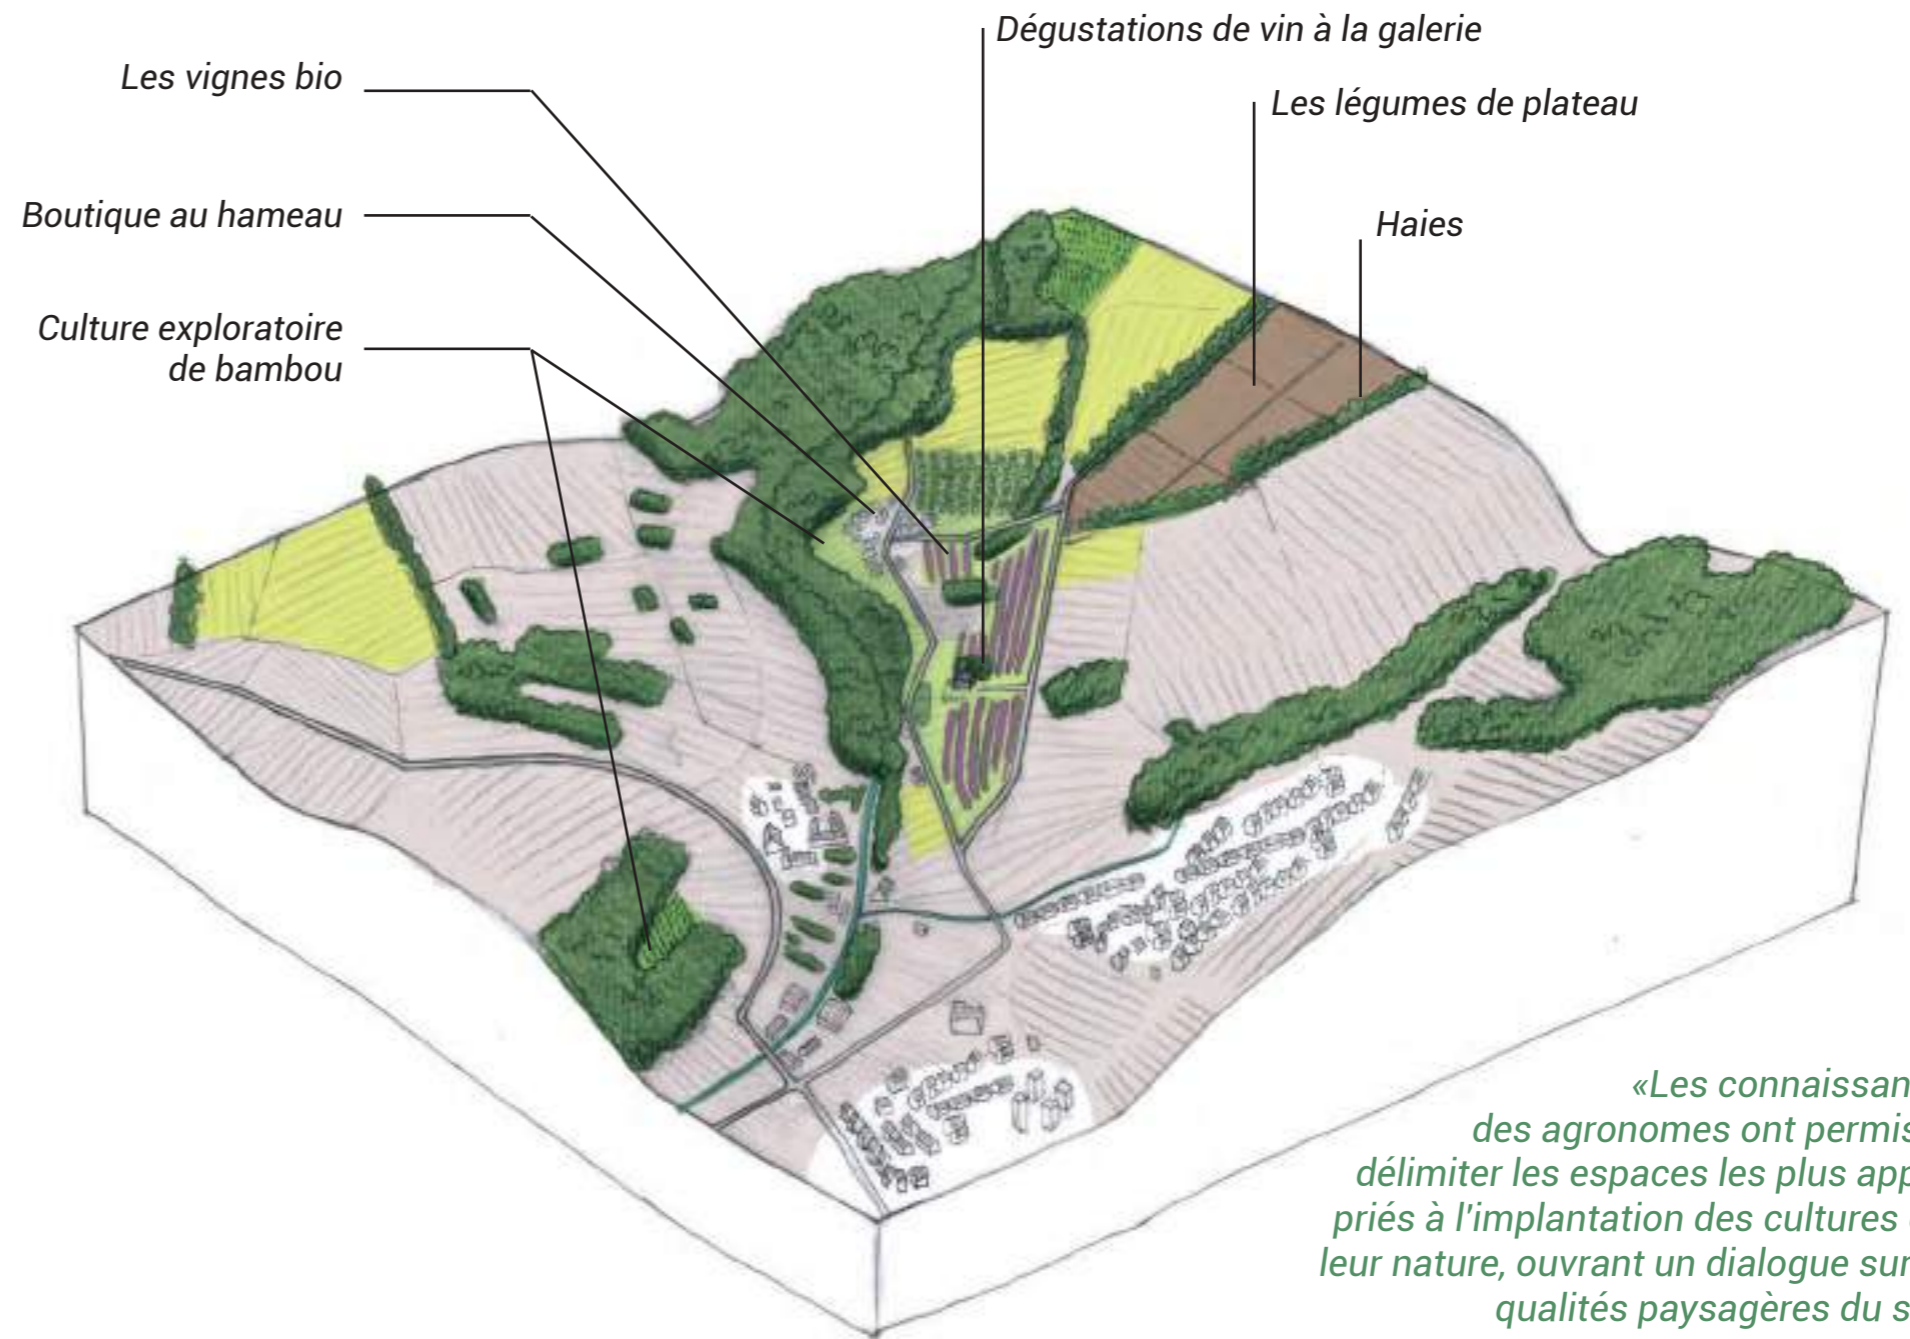 Dégustations de vin à la galerie
Les vignes bio
Les légumes de plateau
Boutique au hameau
Haies
Culture exploratoire
de bambou
«Les connaissan
des agronomes ont permis
délimiter les espaces les plus app
priés à l'implantation des cultures
leur nature, ouvrant un dialogue sur
qualités paysagères du s